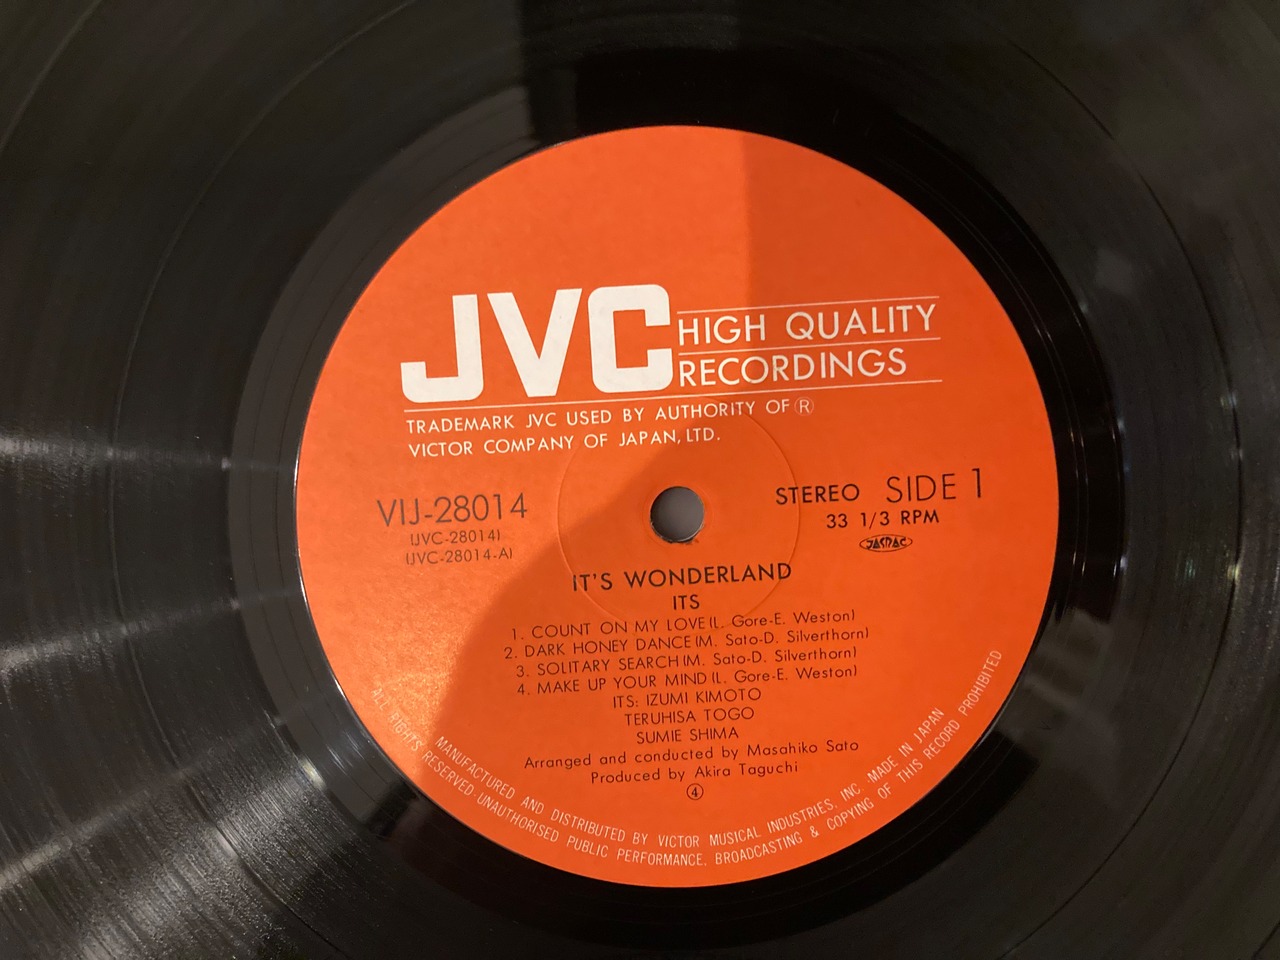 JVC HIGH QUALITY
RECORDINGS
TRADEMARK JVC USED BY AUTHORITY OF Ⓡ
VICTOR COMPANY OF JAPAN, LTD.
VIJ-28014
(JVC-28014)
(JVC-28014-A)
STEREO SIDE 1
33 1/3 RPM
JASRAC
IT'S WONDERLAND
ITS
1. COUNT ON MY LOVE (L. Gore-E. Weston)
2. DARK HONEY DANCE (M. Sato-D. Silverthorn)
3. SOLITARY SEARCH (M. Sato-D. Silverthorn)
4. MAKE UP YOUR MIND (L. Gore-E. Weston)
ITS: IZUMI KIMOTO
TERUHISA TOGO
SUMIE SHIMA
Arranged and conducted by Masahiko Sato
Produced by Akira Taguchi
④
MANUFACTURED AND DISTRIBUTED BY VICTOR MUSICAL INDUSTRIES, INC. MADE IN JAPAN
ALL RIGHTS RESERVED·UNAUTHORISED PUBLIC PERFORMANCE, BROADCASTING & COPYING OF THIS RECORD PROHIBITED